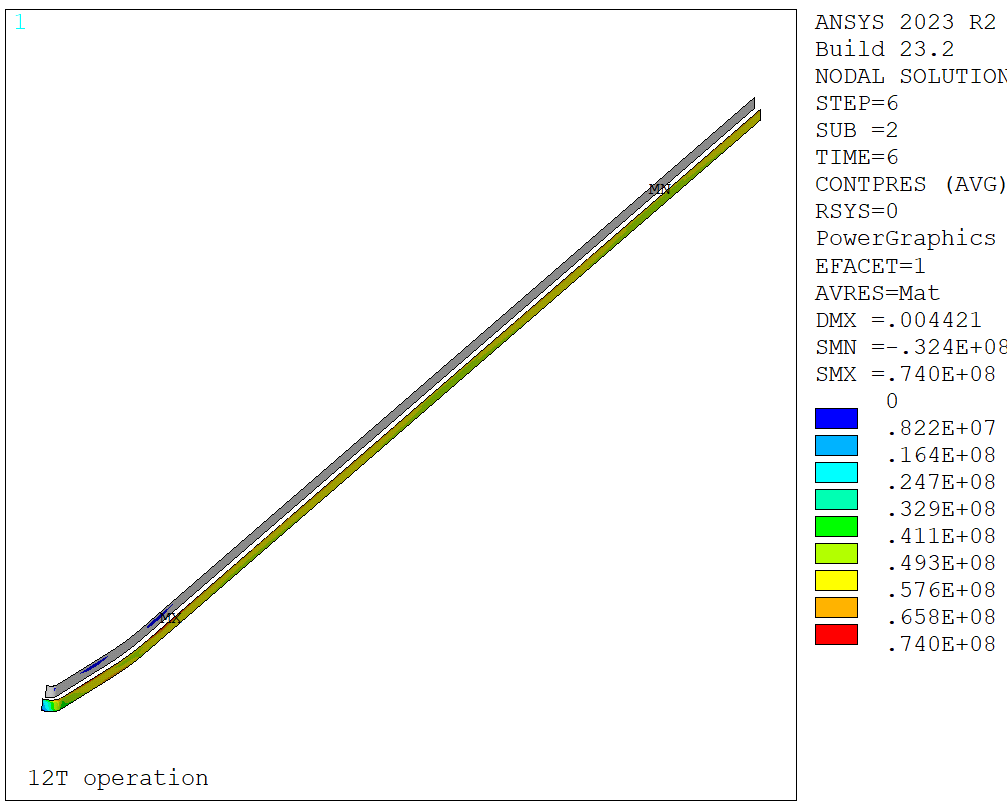 1
ANSYS 2023 R2
Build 23.2
NODAL SOLUTION
STEP=6
SUB =2
TIME=6
CONTPRES (AVG)
RSYS=0
PowerGraphics
EFACET=1
AVRES=Mat
DMX =.004421
SMN =-.324E+08
SMX =.740E+08
0
.822E+07
.164E+08
.247E+08
.329E+08
.411E+08
.493E+08
.576E+08
.658E+08
.740E+08
MN
MX
12T operation